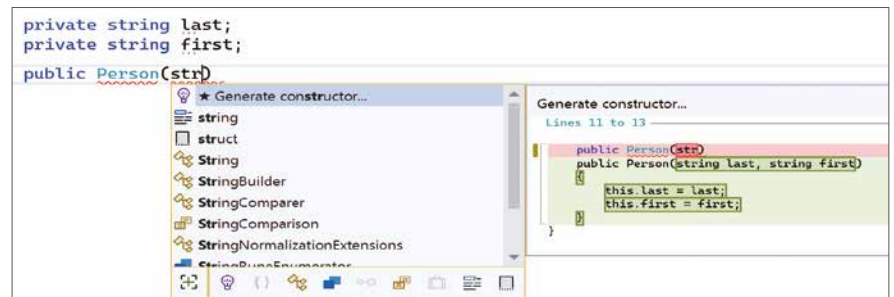 private string last;
private string first;
public Person(str)
★ Generate constructor...
string
struct
String
StringBuilder
StringComparer
StringComparison
StringNormalizationExtensions
StringRuneEnumerator
Generate constructor...
Lines 11 to 13
public Person(str)
public Person(string last, string first)
{
this.last = last;
this.first = first;
}
}